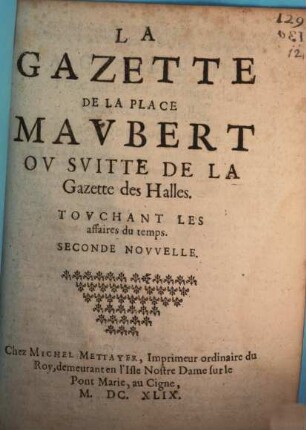 129
LA
GAZETTE
DE LA PLACE
MAVBERT
OV SVITTE DE LA
Gazette des Halles.
TOVCHANT LES
affaires du temps.
SECONDE NOVVELLE.
Chez MICHEL METTAYER, Imprimeur ordinaire du
Roy, demeurant en l'Isle Nostre Dame sur le
Pont Marie, au Cigne,
M. DC. XLIX.